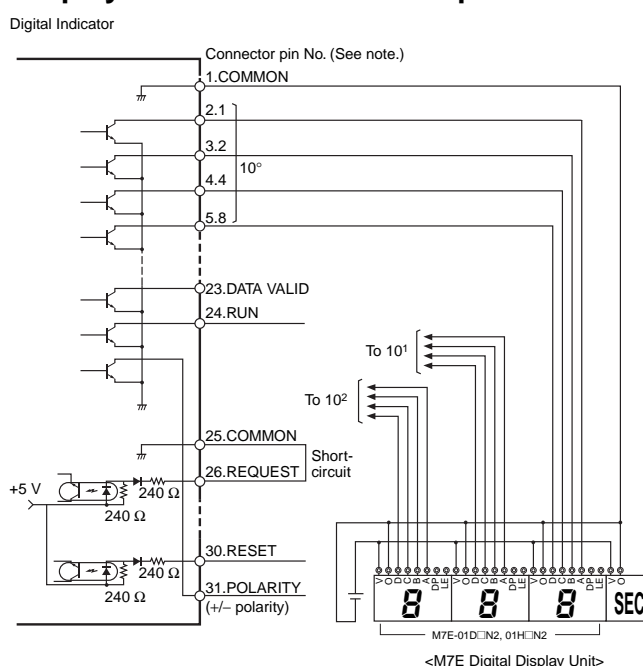 Digital Indicator
Connector pin No. (See note.)
1.COMMON
2.1
3.2
10°
4.4
5.8
23.DATA VALID
24.RUN
To 10¹
To 10²
25.COMMON
Short-
circuit
26.REQUEST
+5 V
240 Ω
240 Ω
30.RESET
240 Ω
240 Ω
31.POLARITY
(+/− polarity)
V O D C B A DP LE V O D C B A DP LE V O D C B A DP LE V O
8 8 8 SEC
M7E-01D□N2, 01H□N2
<M7E Digital Display Unit>